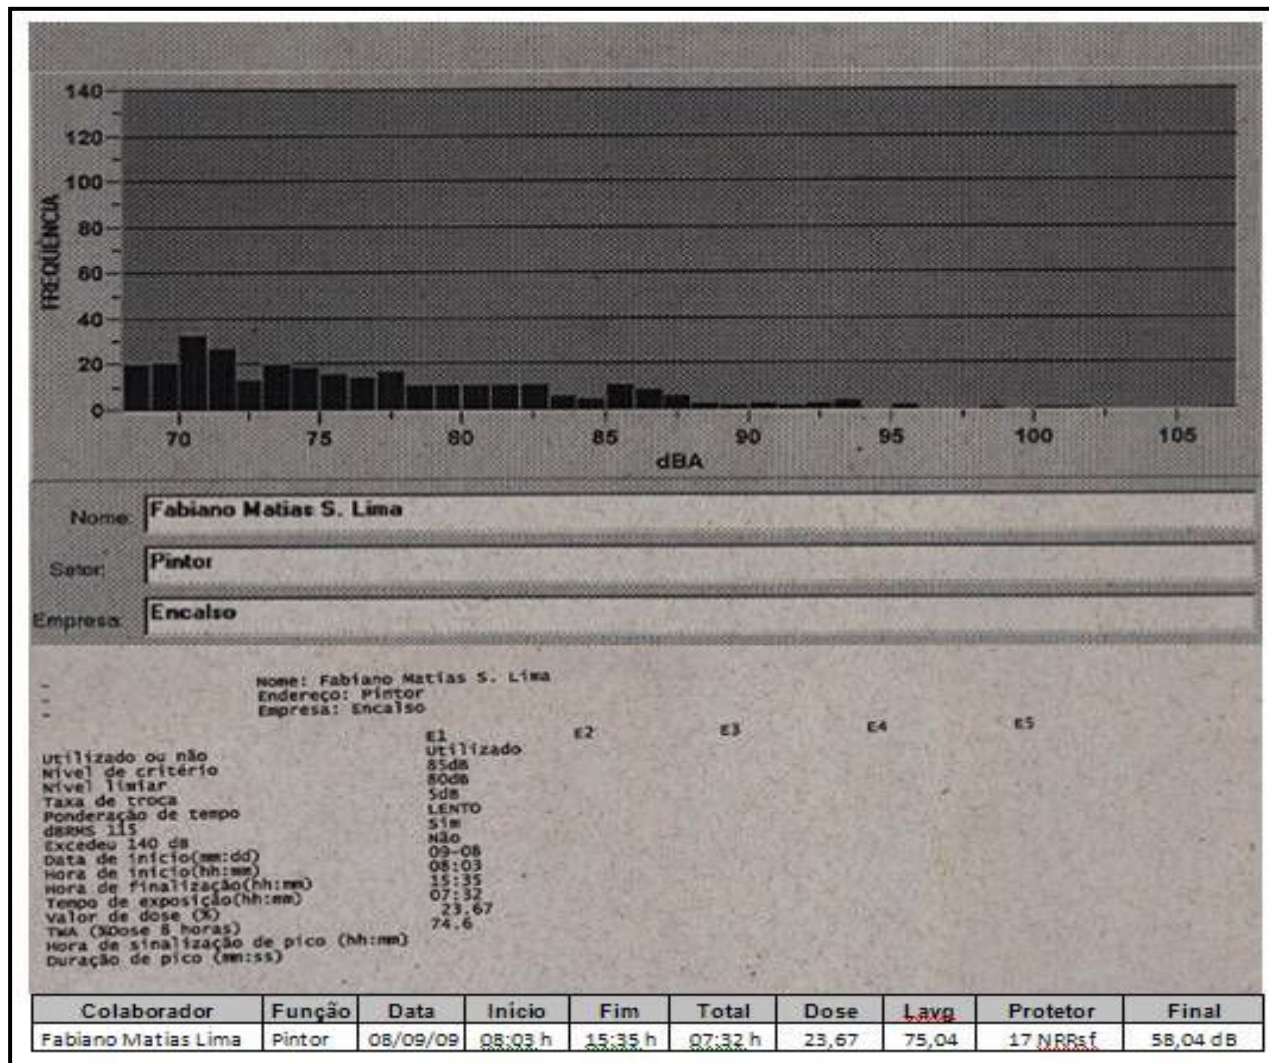 140
120
100
80
60
40
20
0
FREQUÊNCIA
70 75 80 85 90 95 100 105
dBA
Nome: Fabiano Matias S. Lima
Setor: Pintor
Empresa: Encalso
- Nome: Fabiano Matias S. Lima
- Endereço: Pintor
- Empresa: Encalso
E1 E2 E3 E4 E5
Utilizado ou não Utilizado
Nível de critério 85dB
Nível limiar 80dB
Taxa de troca 5dB
Ponderação de tempo LENTO
dBRMS 115 Sim
Excedeu 140 dB Não
Data de início(mm:dd) 09-08
Hora de início(hh:mm) 08:03
Hora de finalização(hh:mm) 15:35
Tempo de exposição(hh:mm) 07:32
Valor de dose (%) 23.67
TWA (%Dose 8 horas) 74.6
Hora de sinalização de pico (hh:mm)
Duração de pico (mm:ss)
Colaborador Função Data Início Fim Total Dose Lavg Protetor Final
Fabiano Matias Lima Pintor 08/09/09 08:03 h 15:35 h 07:32 h 23,67 75,04 17 NRRsf 58,04 dB